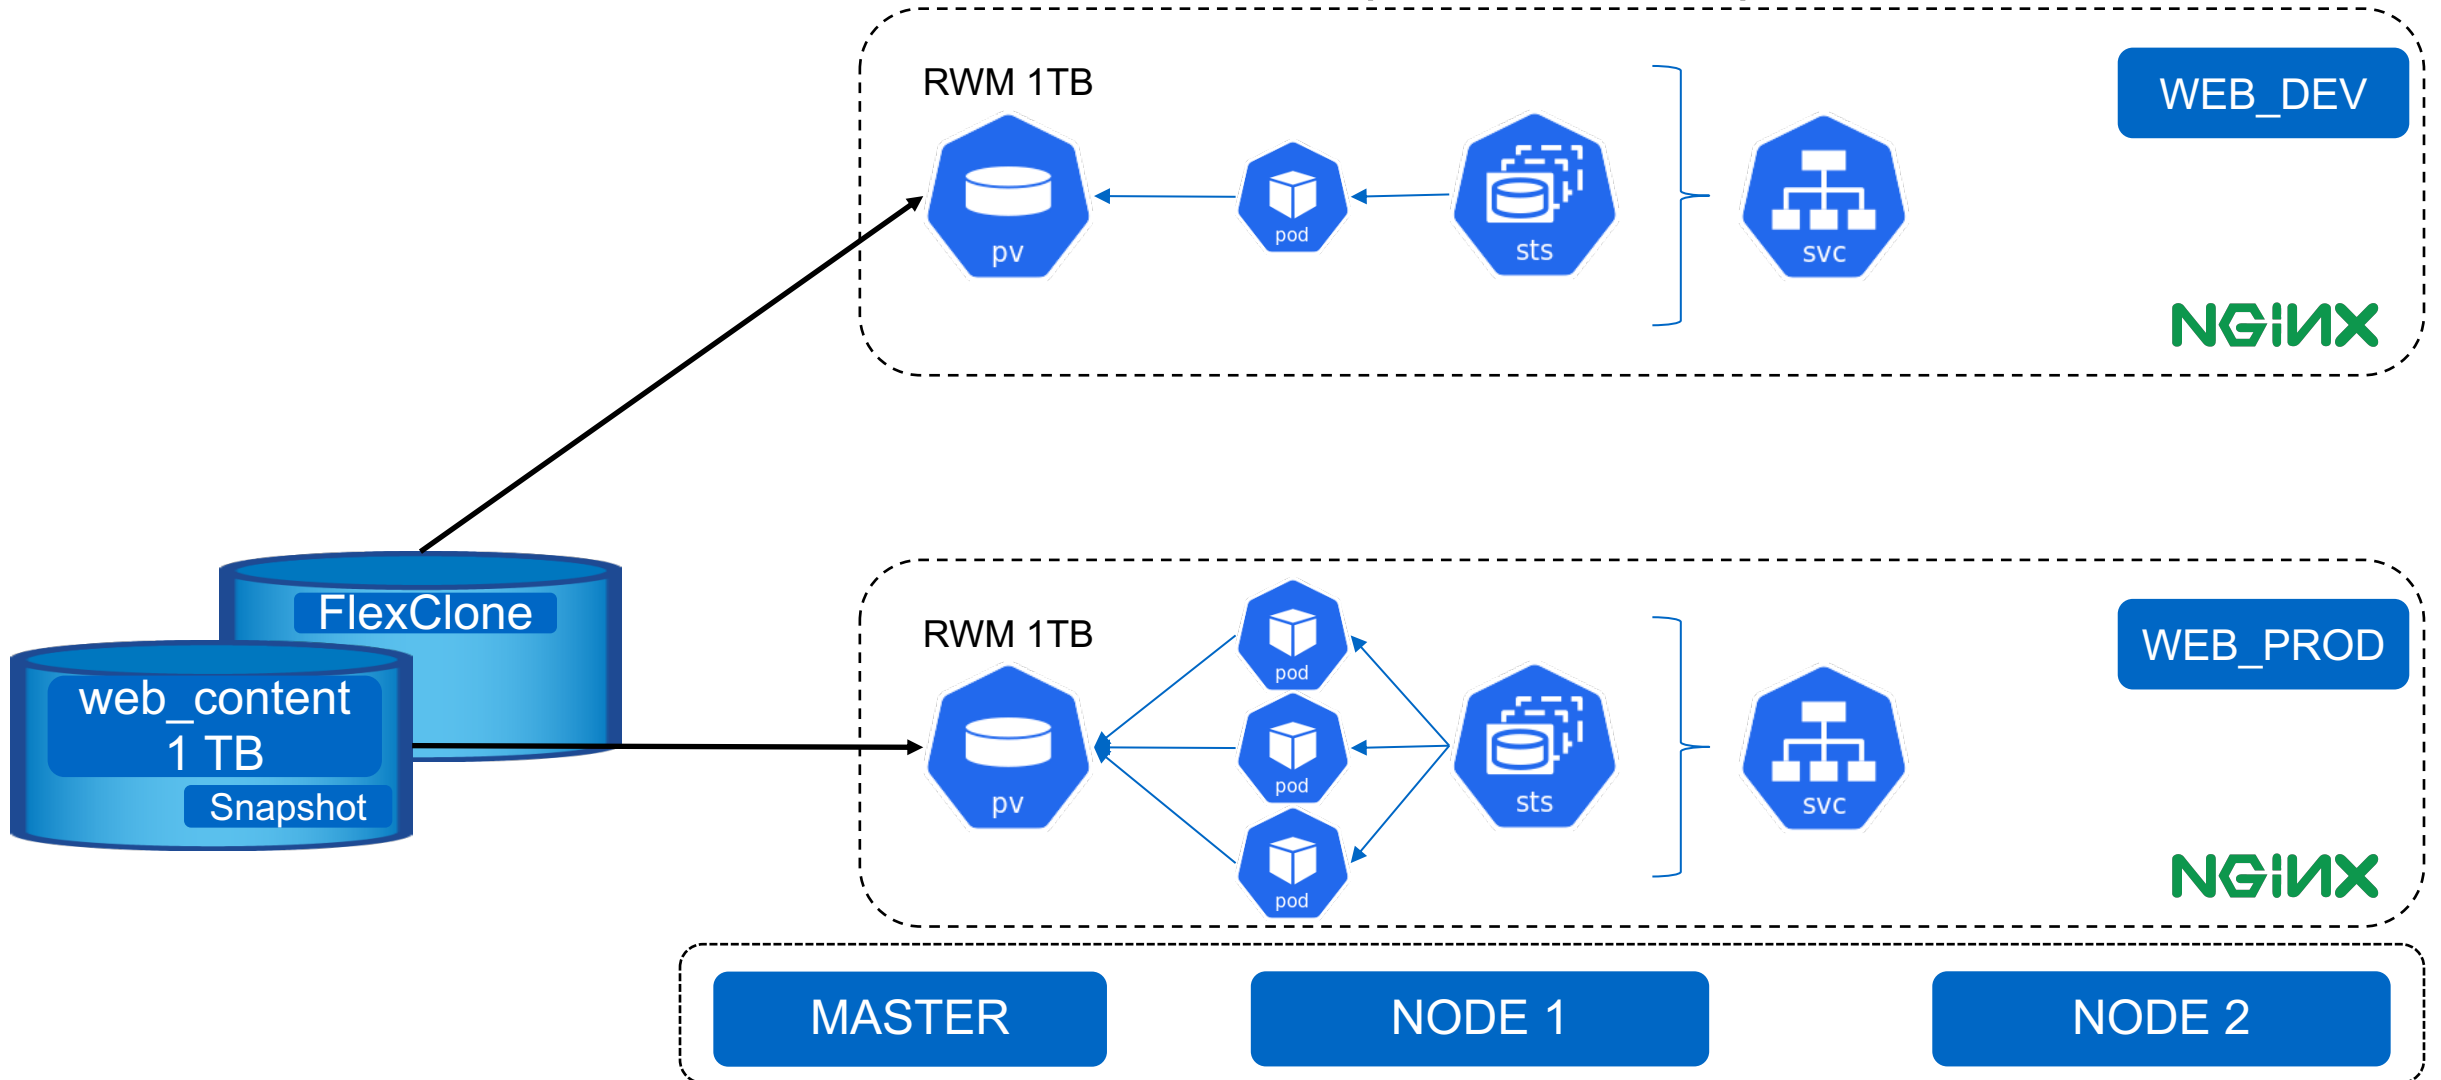 RWM 1TB
WEB_DEV
pv
pod
sts
svc
NGINX
FlexClone
web_content
1 TB
Snapshot
RWM 1TB
WEB_PROD
pod
pod
pod
pv
sts
svc
NGINX
MASTER
NODE 1
NODE 2